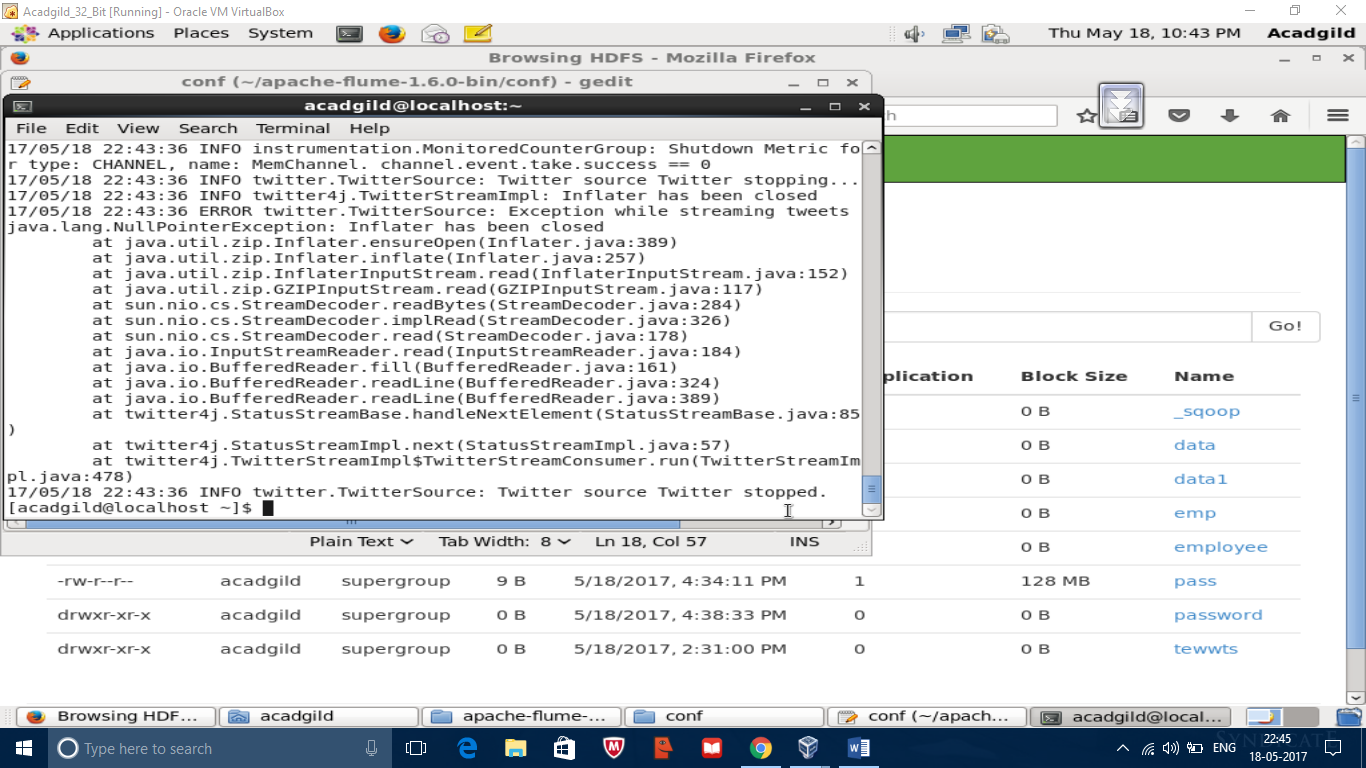 Acadgild_32_Bit [Running] - Oracle VM VirtualBox
Applications Places System Thu May 18, 10:43 PM Acadgild
Browsing HDFS - Mozilla Firefox
conf (~/apache-flume-1.6.0-bin/conf) - gedit
acadgild@localhost:~
h
File Edit View Search Terminal Help
17/05/18 22:43:36 INFO instrumentation.MonitoredCounterGroup: Shutdown Metric fo
r type: CHANNEL, name: MemChannel. channel.event.take.success == 0
17/05/18 22:43:36 INFO twitter.TwitterSource: Twitter source Twitter stopping...
17/05/18 22:43:36 INFO twitter4j.TwitterStreamImpl: Inflater has been closed
17/05/18 22:43:36 ERROR twitter.TwitterSource: Exception while streaming tweets
java.lang.NullPointerException: Inflater has been closed
at java.util.zip.Inflater.ensureOpen(Inflater.java:389)
at java.util.zip.Inflater.inflate(Inflater.java:257)
at java.util.zip.InflaterInputStream.read(InflaterInputStream.java:152)
at java.util.zip.GZIPInputStream.read(GZIPInputStream.java:117)
at sun.nio.cs.StreamDecoder.readBytes(StreamDecoder.java:284)
at sun.nio.cs.StreamDecoder.implRead(StreamDecoder.java:326)
at sun.nio.cs.StreamDecoder.read(StreamDecoder.java:178)
at java.io.InputStreamReader.read(InputStreamReader.java:184)
at java.io.BufferedReader.fill(BufferedReader.java:161)
at java.io.BufferedReader.readLine(BufferedReader.java:324)
at java.io.BufferedReader.readLine(BufferedReader.java:389)
at twitter4j.StatusStreamBase.handleNextElement(StatusStreamBase.java:85
)
at twitter4j.StatusStreamImpl.next(StatusStreamImpl.java:57)
at twitter4j.TwitterStreamImpl$TwitterStreamConsumer.run(TwitterStreamIm
pl.java:478)
17/05/18 22:43:36 INFO twitter.TwitterSource: Twitter source Twitter stopped.
[acadgild@localhost ~]$
Plain Text Tab Width: 8 Ln 18, Col 57 INS
Go!
plication Block Size Name
0 B _sqoop
0 B data
0 B data1
0 B emp
0 B employee
-rw-r--r-- acadgild supergroup 9 B 5/18/2017, 4:34:11 PM 1 128 MB pass
drwxr-xr-x acadgild supergroup 0 B 5/18/2017, 4:38:33 PM 0 0 B password
drwxr-xr-x acadgild supergroup 0 B 5/18/2017, 2:31:00 PM 0 0 B tewwts
Browsing HDF... acadgild apache-flume-... conf conf (~/apach... acadgild@local...
Type here to search ENG 22:45
18-05-2017